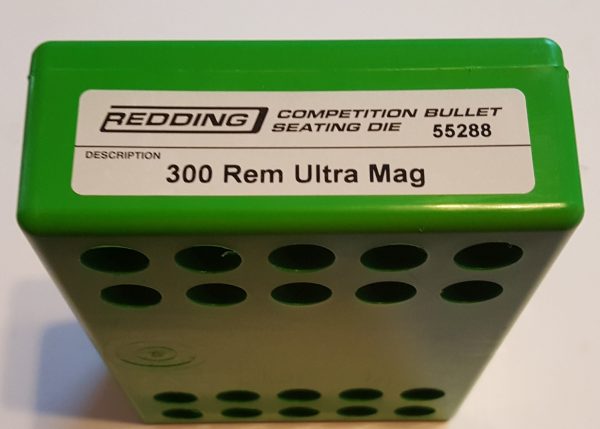 REDDING COMPETITION BULLET
SEATING DIE 55288
DESCRIPTION
300 Rem Ultra Mag